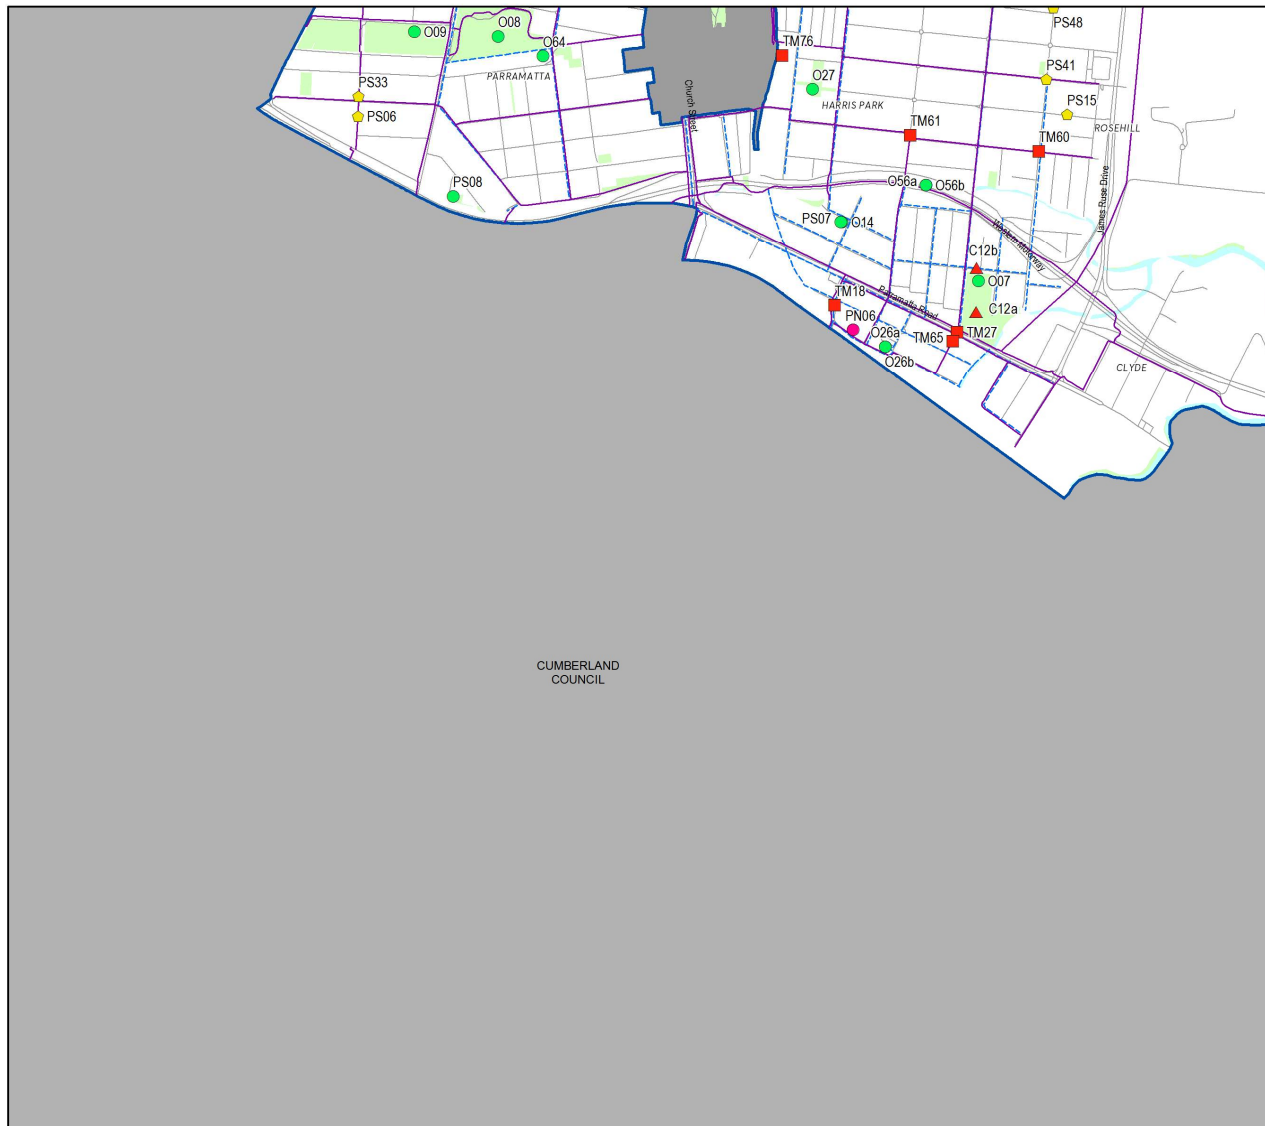 O08
O09
PS48
O64
TM76
PARRAMATTA
PS41
O27
PS33
Church Street
HARRIS PARK
PS15
PS06
TM61
ROSEHILL
TM60
PS08
O56a
O56b
James Ruse Drive
PS07
O14
Western Motorway
C12b
O07
TM18
Parramatta Road
C12a
PN06
O26a
TM65
TM27
O26b
CLYDE
CUMBERLAND
COUNCIL